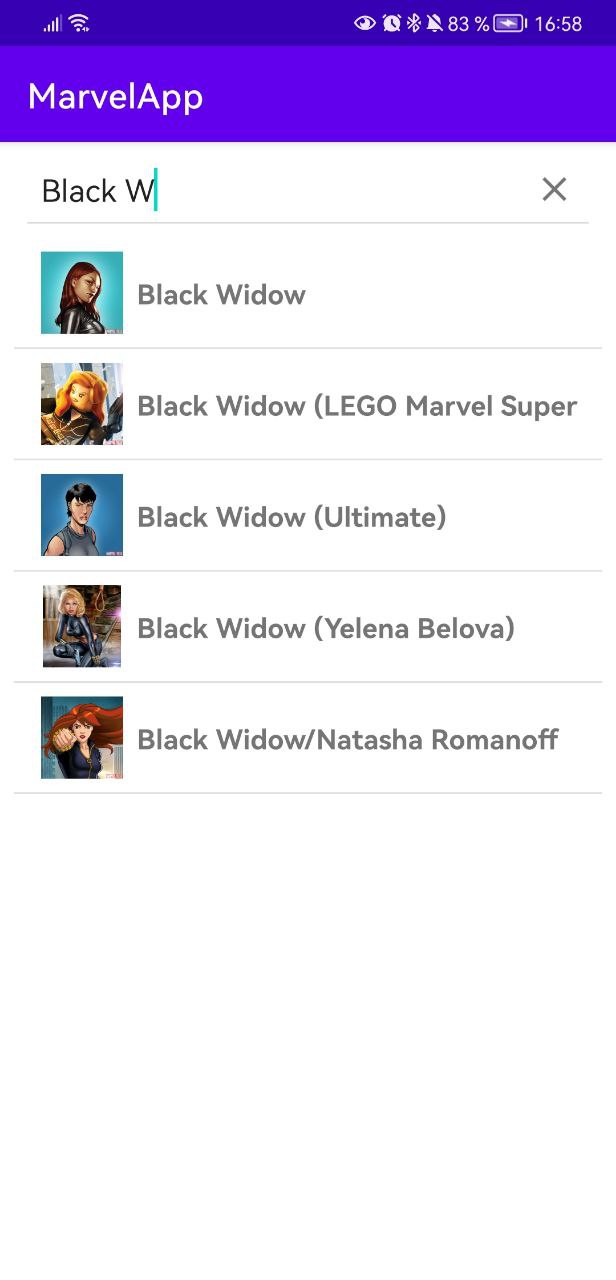 83 % 16:58
MarvelApp
Black W
Black Widow
Black Widow (LEGO Marvel Super
Black Widow (Ultimate)
Black Widow (Yelena Belova)
Black Widow/Natasha Romanoff